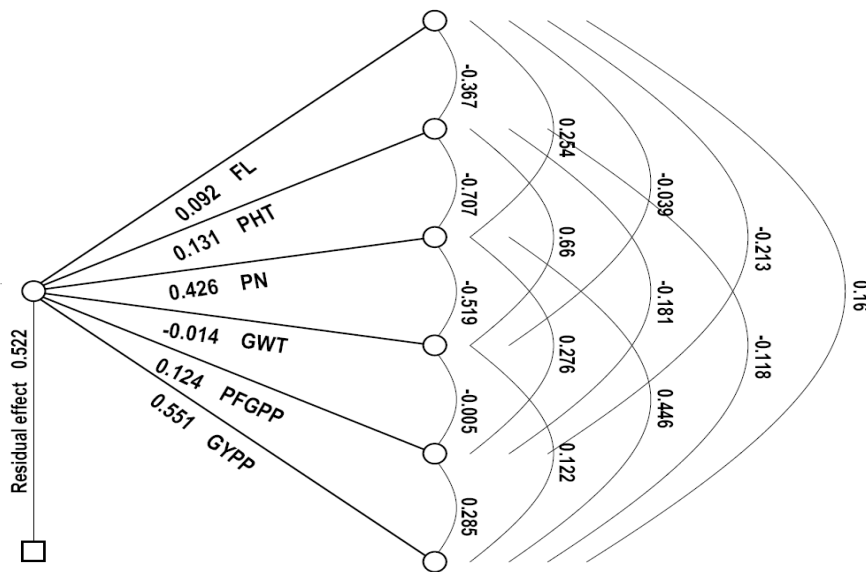 0.092 FL
0.131 PHT
0.426 PN
-0.014 GWT
0.124 PFGPP
0.551 GYPP
Residual effect 0.522
-0.367
-0.707
-0.519
-0.005
0.285
0.254
0.66
0.276
0.122
-0.039
-0.181
0.446
-0.213
-0.118
0.16